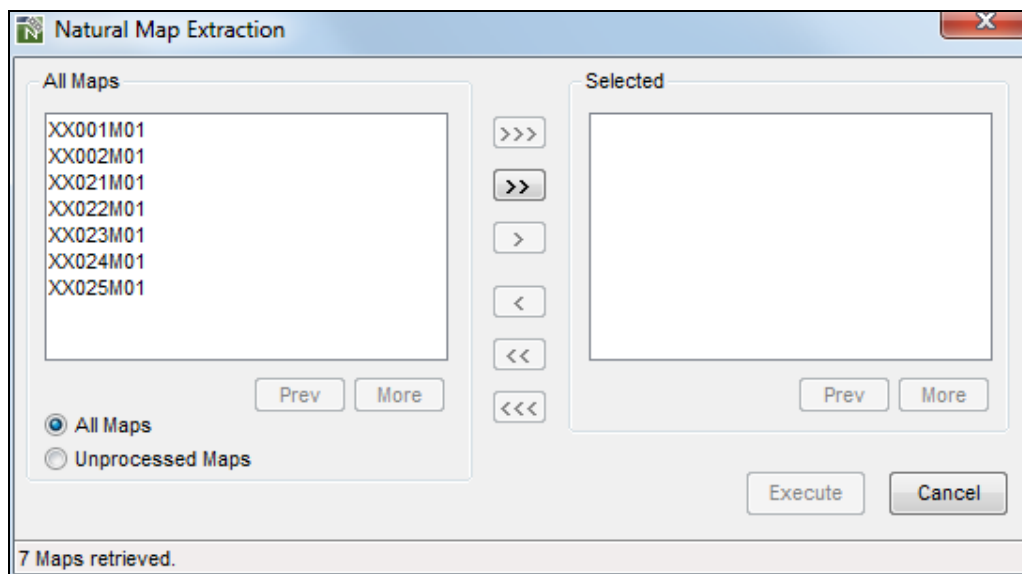 Natural Map Extraction
X
All Maps
Selected
XX001M01
XX002M01
XX021M01
XX022M01
XX023M01
XX024M01
XX025M01
>>>
>>
>
<
<<
<<<
Prev More
Prev More
All Maps
Unprocessed Maps
Execute Cancel
7 Maps retrieved.